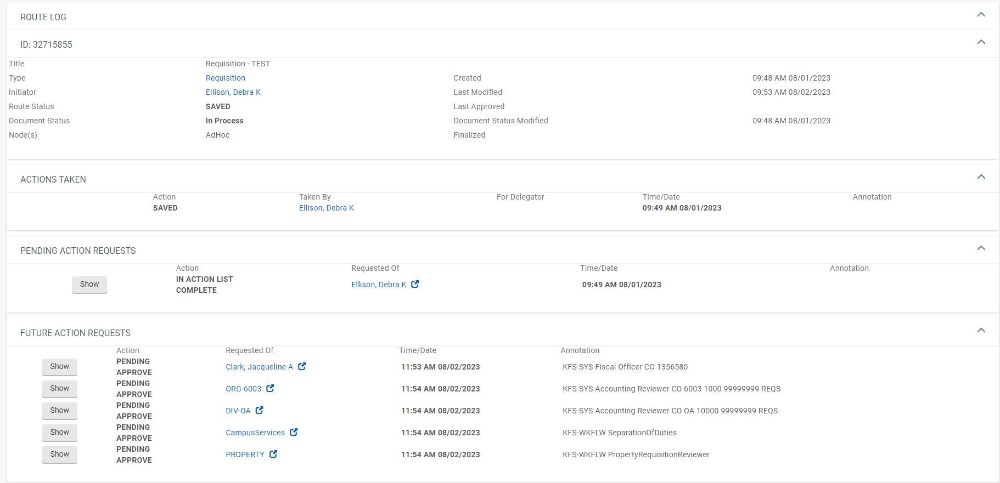 ROUTE LOG
ID: 32715855
Title Requisition - TEST
Type Requisition Created 09:48 AM 08/01/2023
Initiator Ellison, Debra K Last Modified 09:53 AM 08/02/2023
Route Status SAVED Last Approved
Document Status In Process Document Status Modified 09:48 AM 08/01/2023
Node(s) AdHoc Finalized
ACTIONS TAKEN
Action Taken By For Delegator Time/Date Annotation
SAVED Ellison, Debra K 09:49 AM 08/01/2023
PENDING ACTION REQUESTS
Action Requested Of Time/Date Annotation
Show IN ACTION LIST
COMPLETE Ellison, Debra K 09:49 AM 08/01/2023
FUTURE ACTION REQUESTS
Action Requested Of Time/Date Annotation
Show PENDING
APPROVE Clark, Jacqueline A 11:53 AM 08/02/2023 KFS-SYS Fiscal Officer CO 1356580
Show PENDING
APPROVE ORG-6003 11:54 AM 08/02/2023 KFS-SYS Accounting Reviewer CO 6003 1000 99999999 REQS
Show PENDING
APPROVE DIV-OA 11:54 AM 08/02/2023 KFS-SYS Accounting Reviewer CO OA 10000 99999999 REQS
Show PENDING
APPROVE CampusServices 11:54 AM 08/02/2023 KFS-WKFLW SeparationOfDuties
Show PENDING
APPROVE PROPERTY 11:54 AM 08/02/2023 KFS-WKFLW PropertyRequisitionReviewer